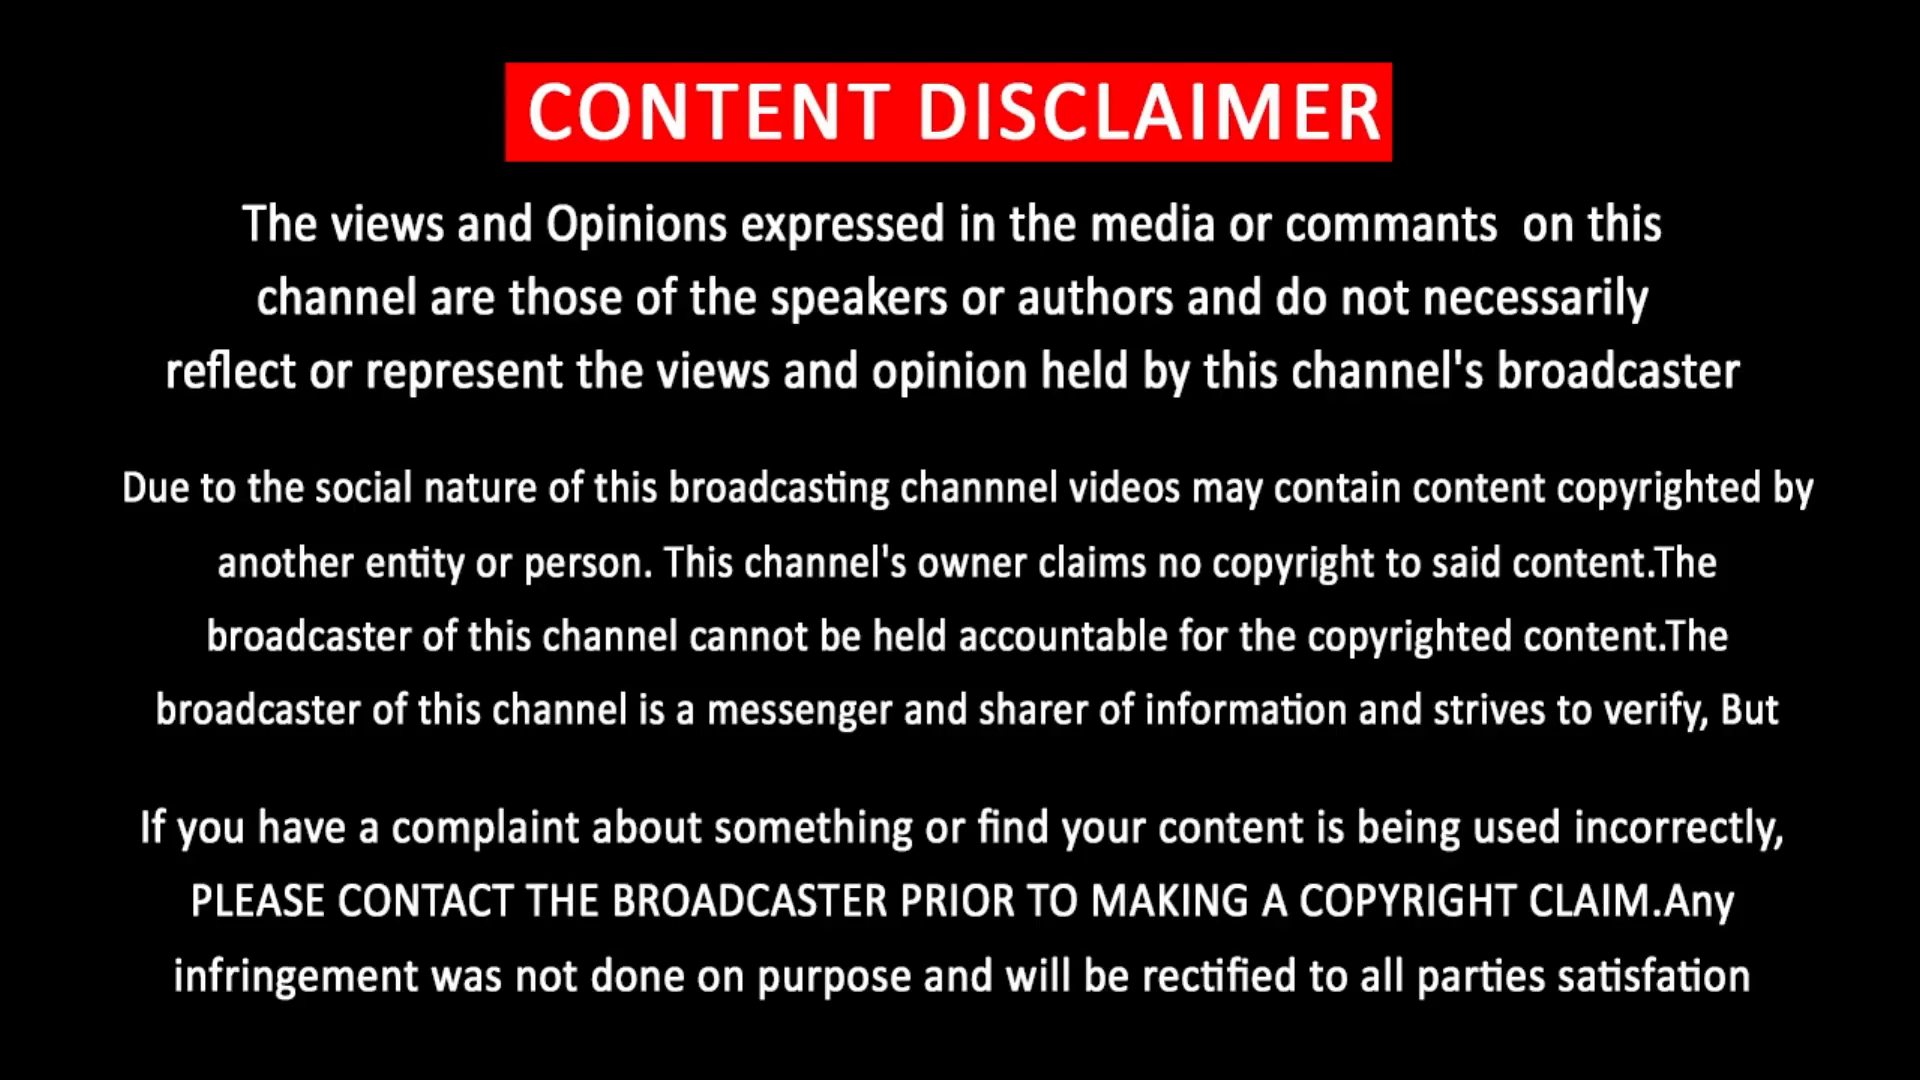 CONTENT DISCLAIMER
The views and Opinions expressed in the media or commants  on this
channel are those of the speakers or authors and do not necessarily
reflect or represent the views and opinion held by this channel's broadcaster
Due to the social nature of this broadcasting channnel videos may contain content copyrighted by
another entity or person. This channel's owner claims no copyright to said content.The
broadcaster of this channel cannot be held accountable for the copyrighted content.The
broadcaster of this channel is a messenger and sharer of information and strives to verify, But
If you have a complaint about something or find your content is being used incorrectly,
PLEASE CONTACT THE BROADCASTER PRIOR TO MAKING A COPYRIGHT CLAIM.Any
infringement was not done on purpose and will be rectified to all parties satisfation